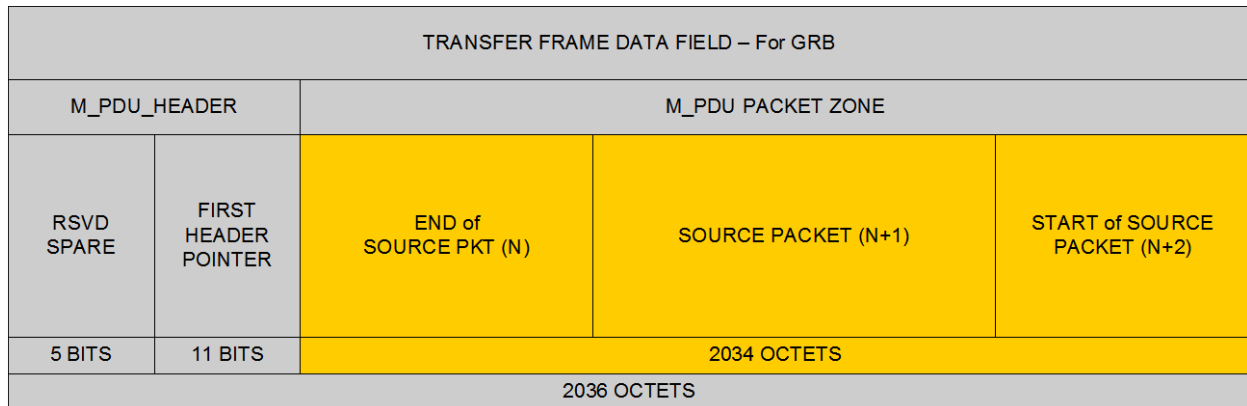 TRANSFER FRAME DATA FIELD – For GRB
M_PDU_HEADER
M_PDU PACKET ZONE
RSVD
SPARE
FIRST
HEADER
POINTER
END of
SOURCE PKT (N)
SOURCE PACKET (N+1)
START of SOURCE
PACKET (N+2)
5 BITS
11 BITS
2034 OCTETS
2036 OCTETS